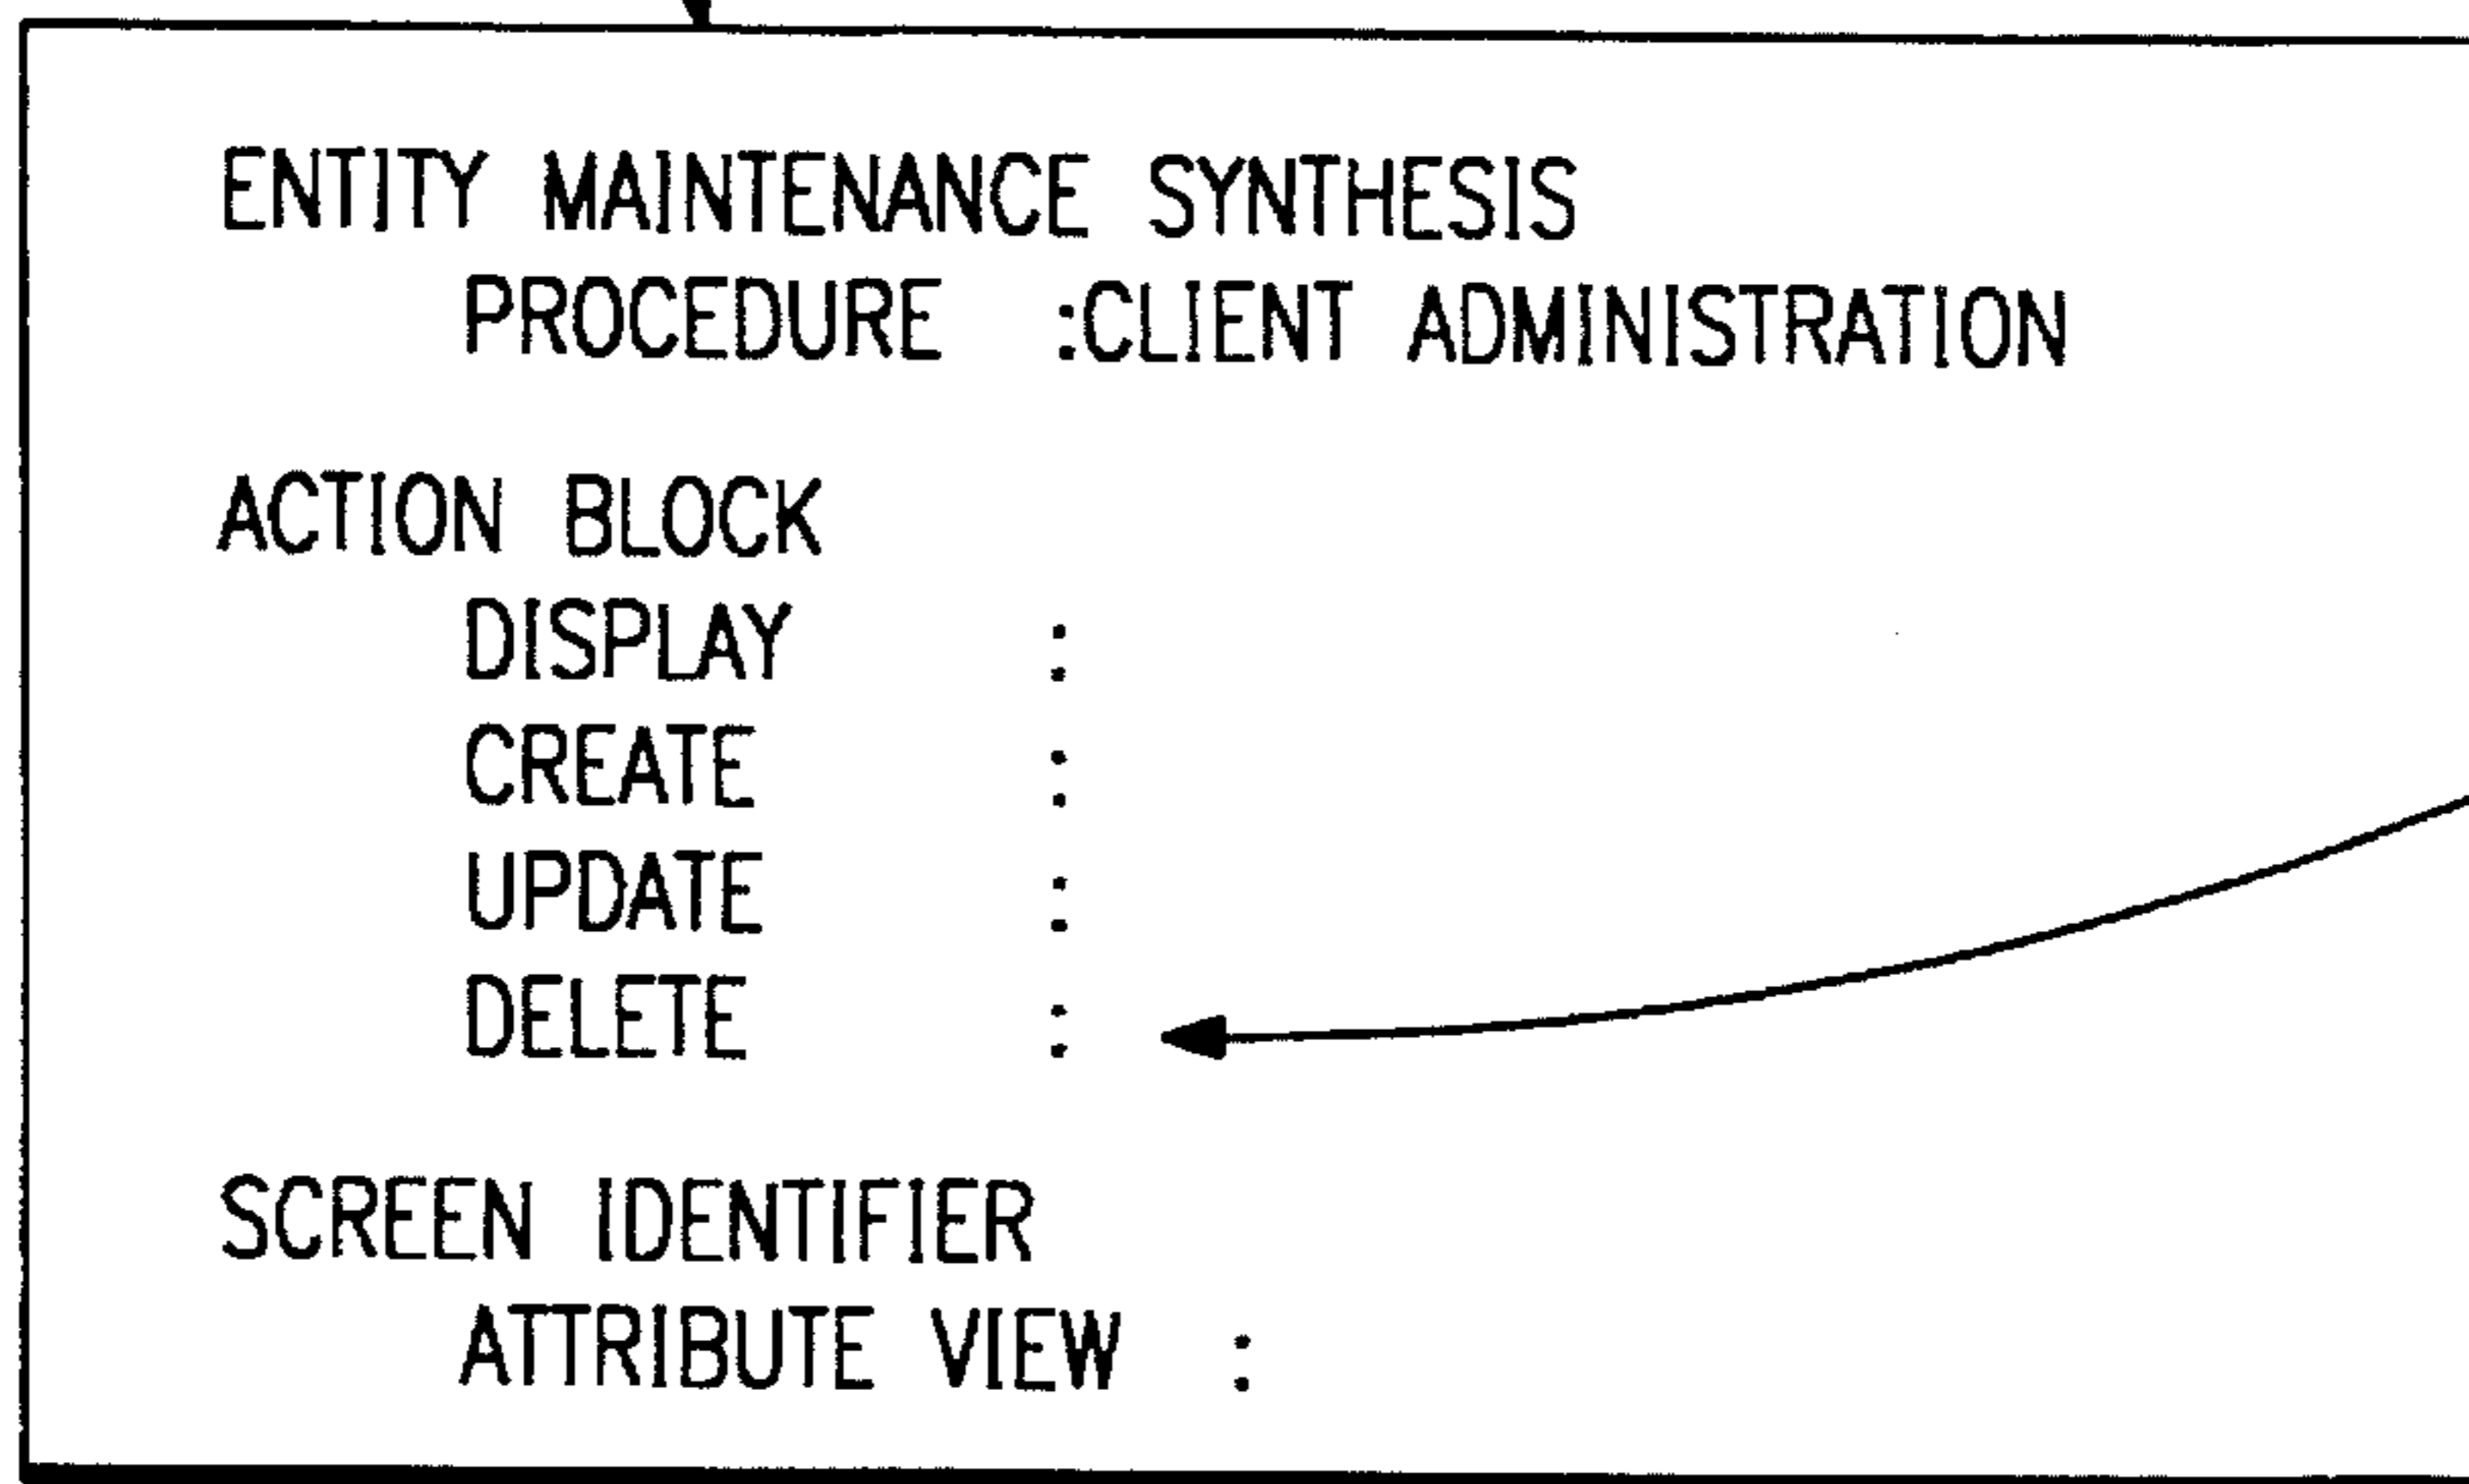 ENTITY MAINTENANCE SYNTHESIS
PROCEDURE :CLIENT ADMINISTRATION
ACTION BLOCK
DISPLAY :
CREATE :
UPDATE :
DELETE :
SCREEN IDENTIFIER
ATTRIBUTE VIEW :